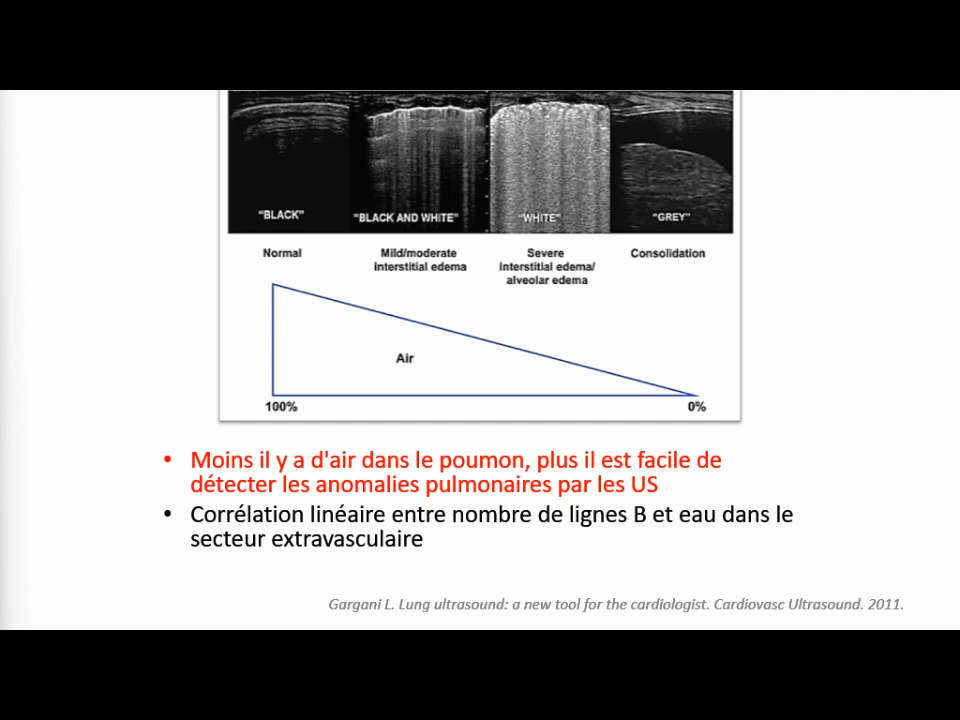 "BLACK" "BLACK AND WHITE" "WHITE" "GREY"
Normal Mild/moderate Severe Consolidation
interstitial edema interstitial edema/
alveolar edema
Air
100% 0%
• Moins il y a d'air dans le poumon, plus il est facile de
détecter les anomalies pulmonaires par les US
• Corrélation linéaire entre nombre de lignes B et eau dans le
secteur extravasculaire
Gargani L. Lung ultrasound: a new tool for the cardiologist. Cardiovasc Ultrasound. 2011.